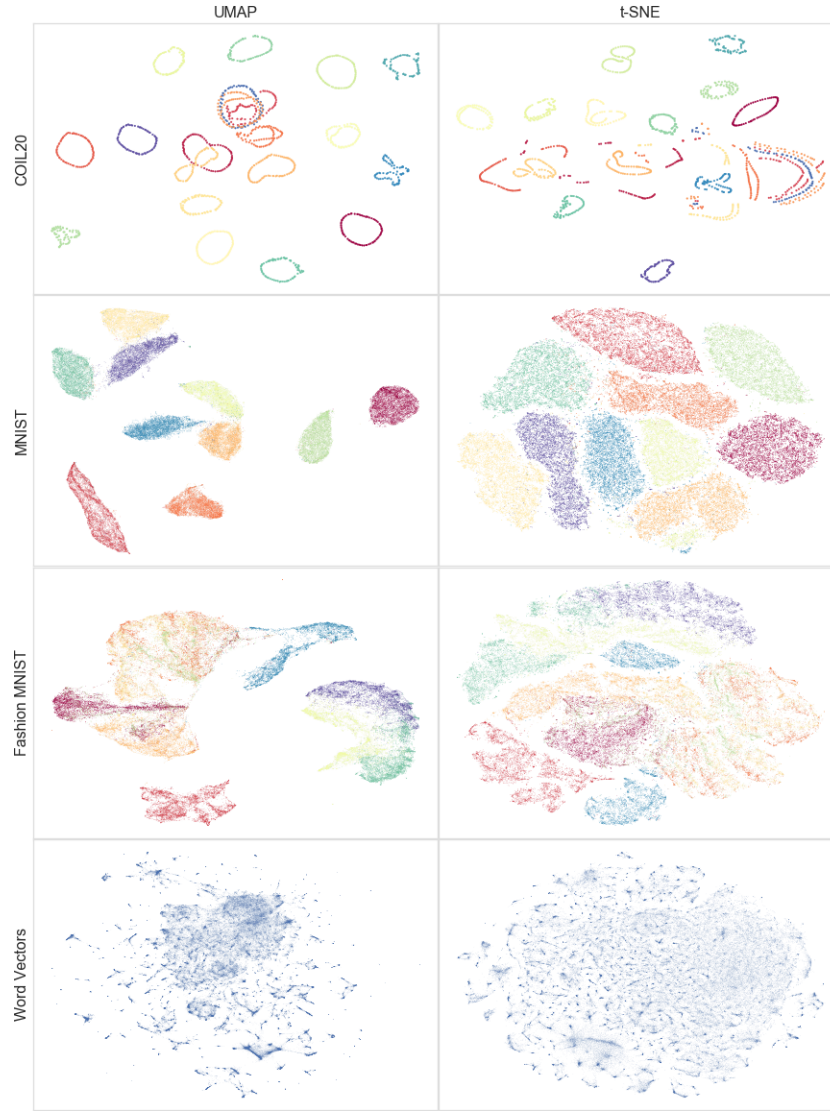 UMAP
t-SNE
COIL20
MNIST
Fashion MNIST
Word Vectors